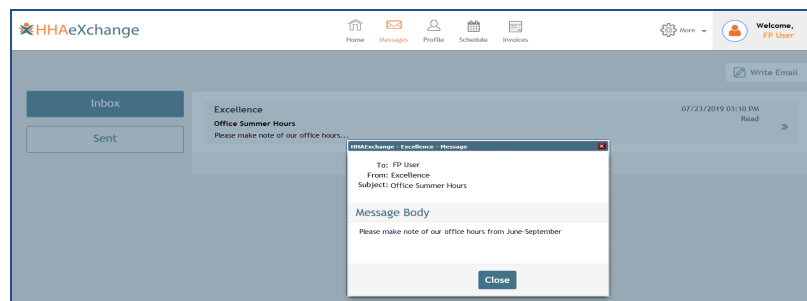 HHAeXchange
Home Messages Profile Schedule Invoices
More
Welcome,
FP User
Write Email
Inbox
Sent
Excellence
07/23/2019 03:10 PM
Office Summer Hours
Read
Please make note of our office hours...
HHAExchange - Excellence - Message
To: FP User
From: Excellence
Subject: Office Summer Hours
Message Body
Please make note of our office hours from June-September
Close